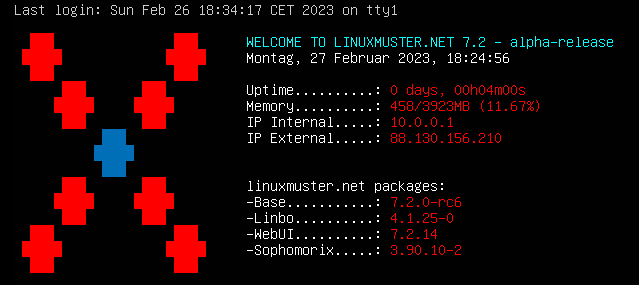 Last login: Sun Feb 26 18:34:17 CET 2023 on tty1
WELCOME TO LINUXMUSTER.NET 7.2 - alpha-release
Montag, 27 Februar 2023, 18:24:56
Uptime..........: 0 days, 00h04m00s
Memory..........: 458/3923MB (11.67%)
IP Internal.....: 10.0.0.1
IP External.....: 88.130.156.210
linuxmuster.net packages:
-Base...........: 7.2.0-rc6
-Linbo..........: 4.1.25-0
-WebUI..........: 7.2.14
-Sophomorix.....: 3.90.10-2